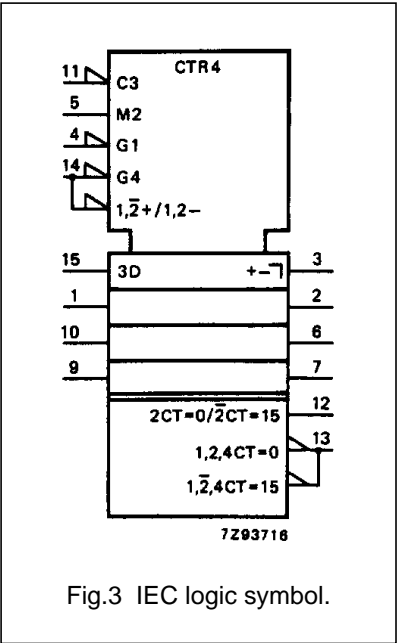 CTR4
11 C3
5 M2
4 G1
14 G4
1,2̅+/1,2−
15 3D +−¬ 3
1 2
10 6
9 7
2CT=0/2̅CT=15 12
1,2,4CT=0 13
1,2̅,4CT=15
7Z93716
Fig.3 IEC logic symbol.